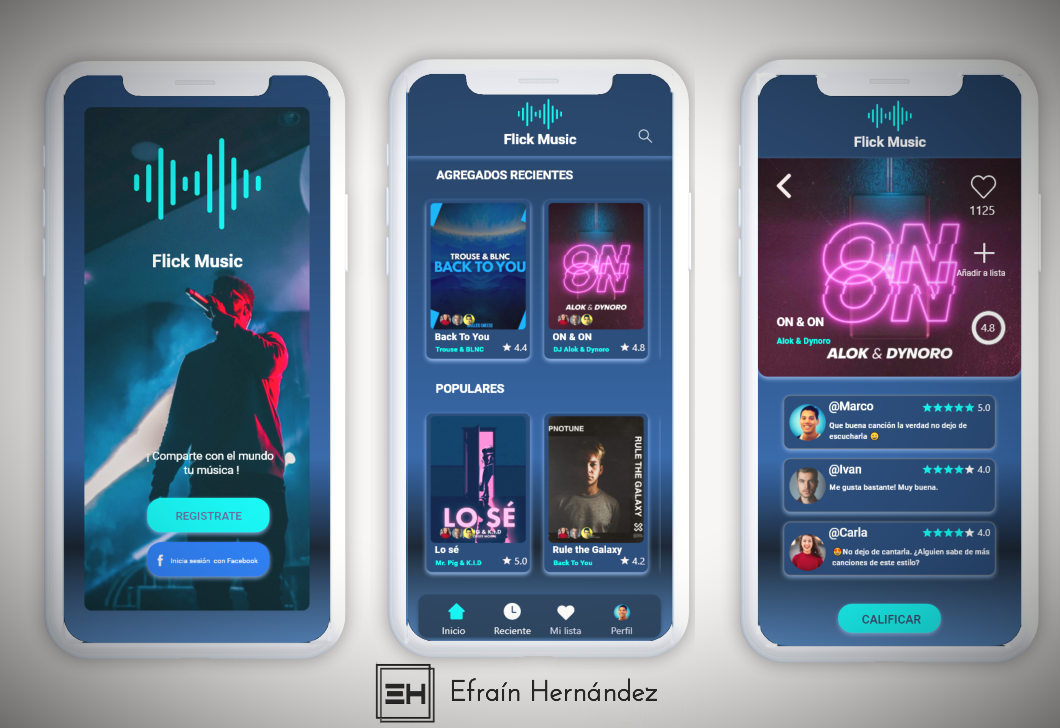 Flick Music
¡ Comparte con el mundo
tu música !
REGISTRATE
f Inicia sesión con Facebook
Flick Music
AGREGADOS RECIENTES
TROUSE & BLNC
BACK TO YOU
Back To You
Trouse & BLNC
4.4
ON
ON
ALOK & DYNORO
ON & ON
DJ Alok & Dynoro
4.8
POPULARES
LO SÉ
Lo sé
Mr. Pig & K.I.D
5.0
PNOTUNE
RULE THE GALAXY
Rule the Galaxy
Back To You
4.2
Inicio
Reciente
Mi lista
Perfil
Flick Music
1125
Añadir a lista
ON
ON
ON & ON
Alok & Dynoro
4.8
ALOK & DYNORO
@Marco
5.0
Que buena canción la verdad no dejo de
escucharla 😄
@Ivan
4.0
Me gusta bastante! Muy buena.
@Carla
4.0
😍No dejo de cantarla. ¿Alguien sabe de más
canciones de este estilo?
CALIFICAR
EH
Efraín Hernández